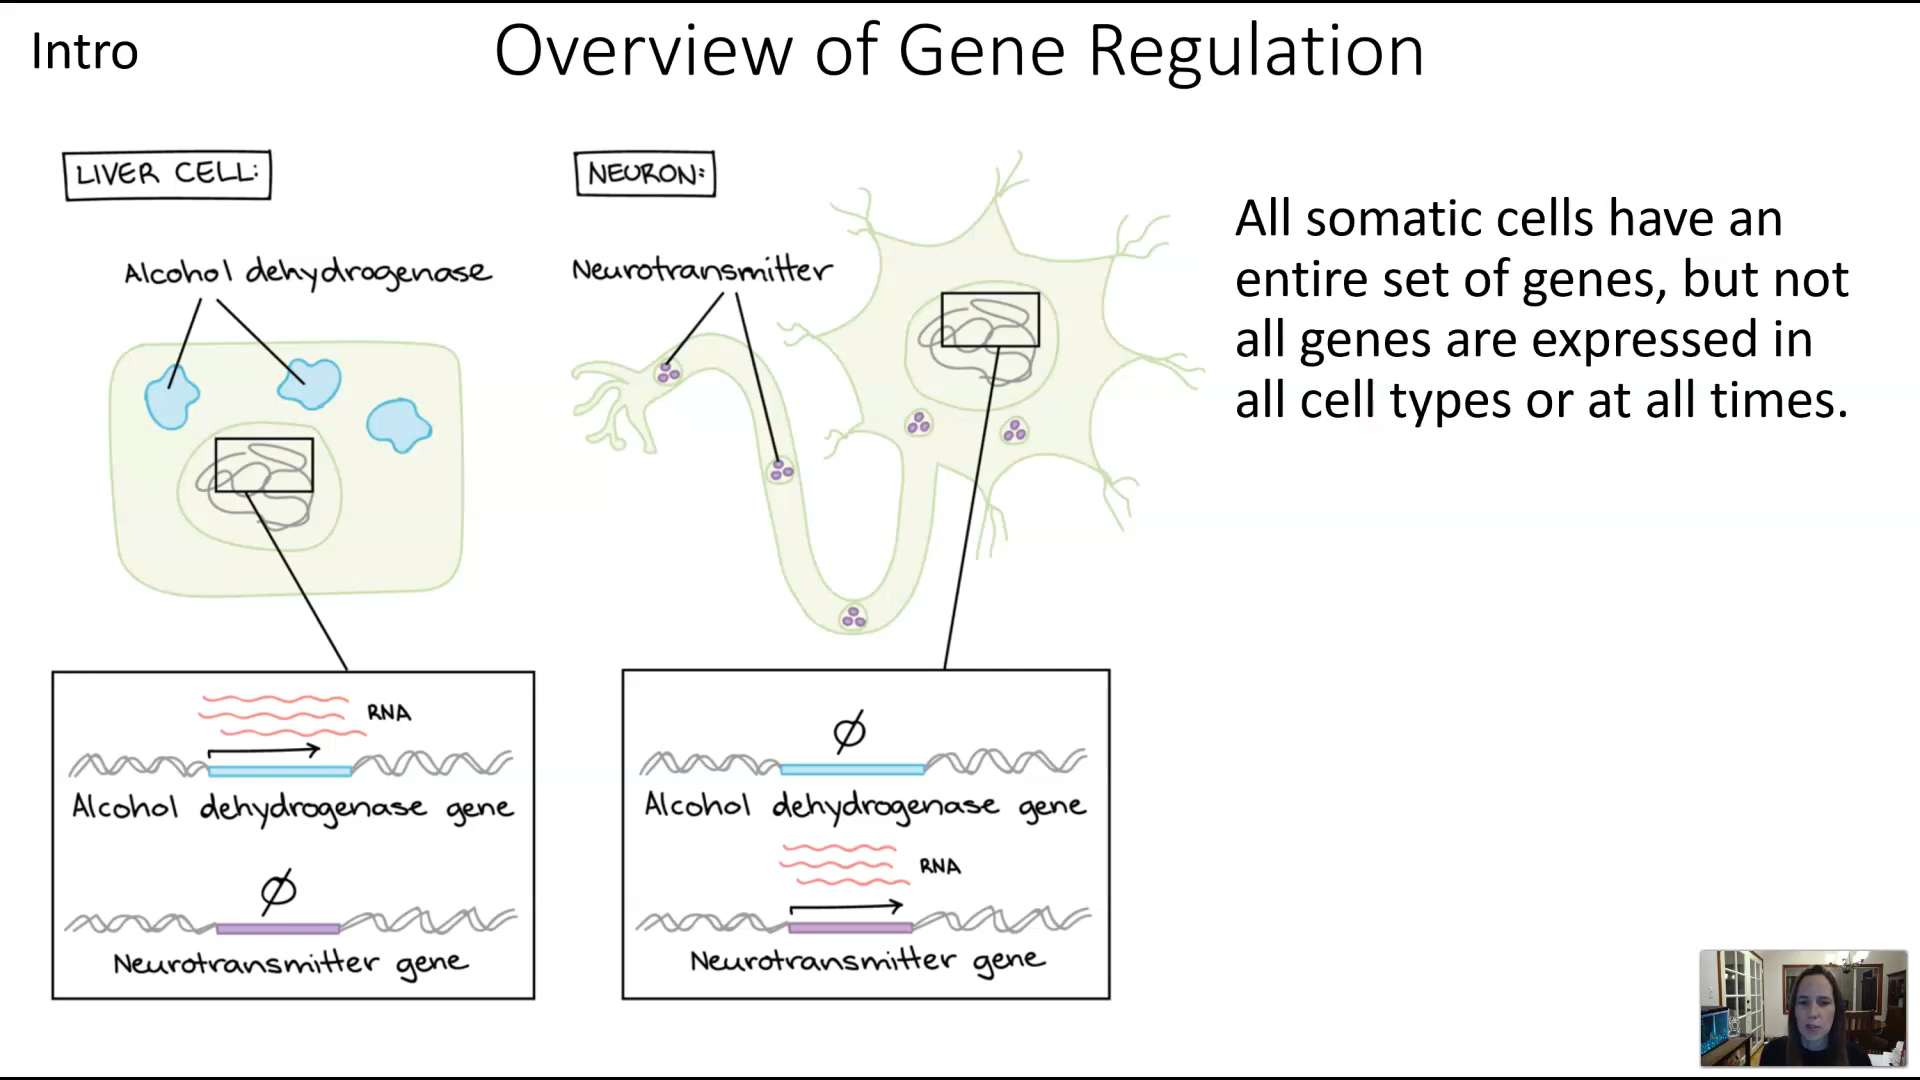 Intro
Overview of Gene Regulation
LIVER CELL:
NEURON:
Alcohol dehydrogenase
Neurotransmitter
All somatic cells have an
entire set of genes, but not
all genes are expressed in
all cell types or at all times.
RNA
Alcohol dehydrogenase gene
Ø
Neurotransmitter gene
Ø
Alcohol dehydrogenase gene
RNA
Neurotransmitter gene